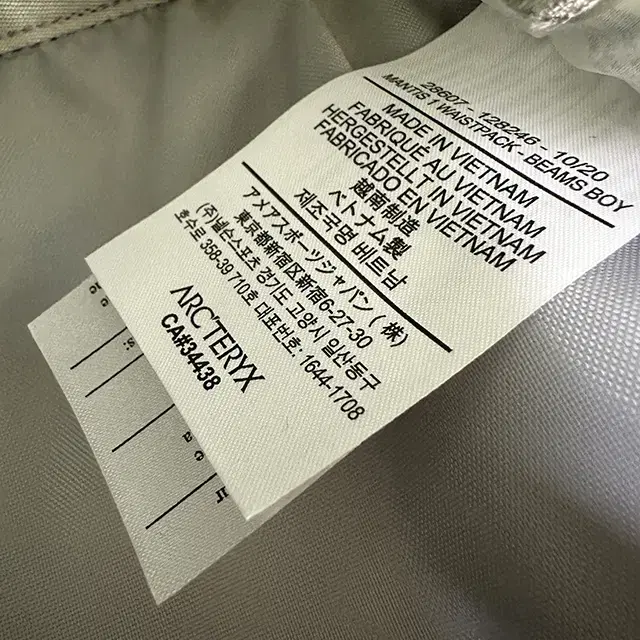 28607 - 128246 - 10/20
MANTIS 1 WAISTPACK - BEAMS BOY
MADE IN VIETNAM
FABRIQUÉ AU VIETNAM
HERGESTELLT IN VIETNAM
FABRICADO EN VIETNAM
越南制造
ベトナム製
제조국명 베트남
アメアスポーツジャパン ( 株 )
東京都新宿区新宿6-27-30
(주)넬슨스포츠 경기도 고양시 일산동구
호수로 358-39 710호 대표번호: 1644-1708
ARC'TERYX
CA#34438